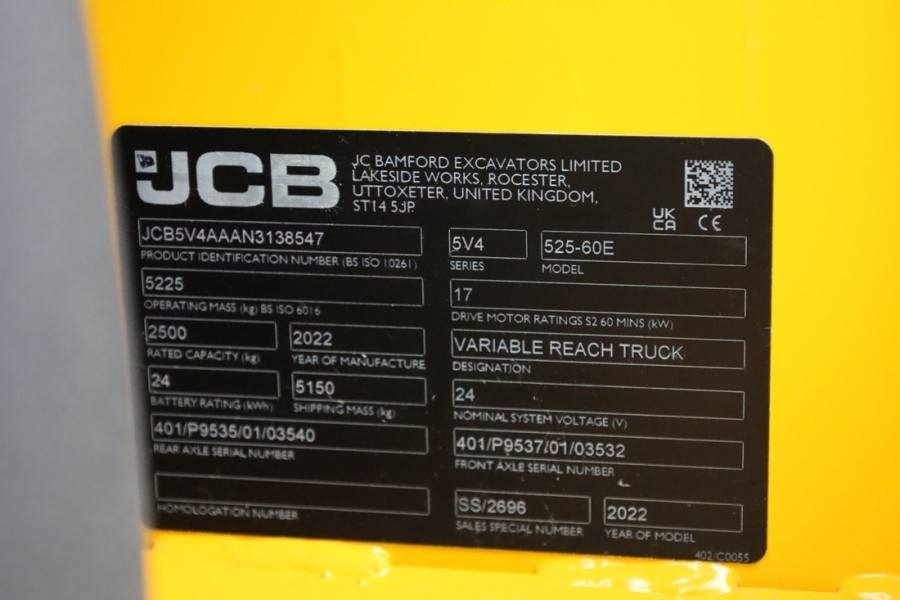 JCB
JC BAMFORD EXCAVATORS LIMITED
LAKESIDE WORKS, ROCESTER,
UTTOXETER, UNITED KINGDOM,
ST14 5JP.
UK
CA CE
JCB5V4AAAN3138547
PRODUCT IDENTIFICATION NUMBER (BS ISO 10261)
5V4
SERIES
525-60E
MODEL
5225
OPERATING MASS (kg) BS ISO 6016
17
DRIVE MOTOR RATINGS S2 60 MINS (kW)
2500
RATED CAPACITY (kg)
2022
YEAR OF MANUFACTURE
VARIABLE REACH TRUCK
DESIGNATION
24
BATTERY RATING (kWh)
5150
SHIPPING MASS (kg)
24
NOMINAL SYSTEM VOLTAGE (V)
401/P9535/01/03540
REAR AXLE SERIAL NUMBER
401/P9537/01/03532
FRONT AXLE SERIAL NUMBER
HOMOLOGATION NUMBER
SS/2696
SALES SPECIAL NUMBER
2022
YEAR OF MODEL
402/C0055